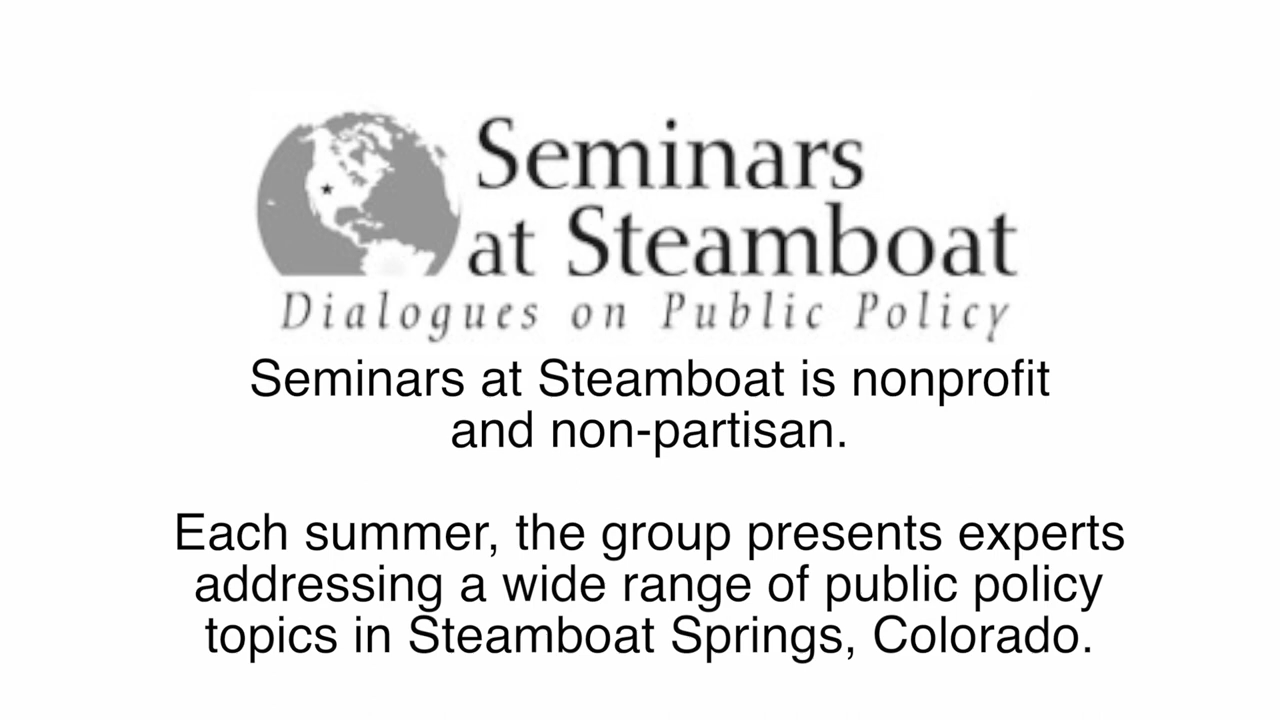 Seminars
at Steamboat
Dialogues on Public Policy
Seminars at Steamboat is nonprofit
and non-partisan.
Each summer, the group presents experts
addressing a wide range of public policy
topics in Steamboat Springs, Colorado.